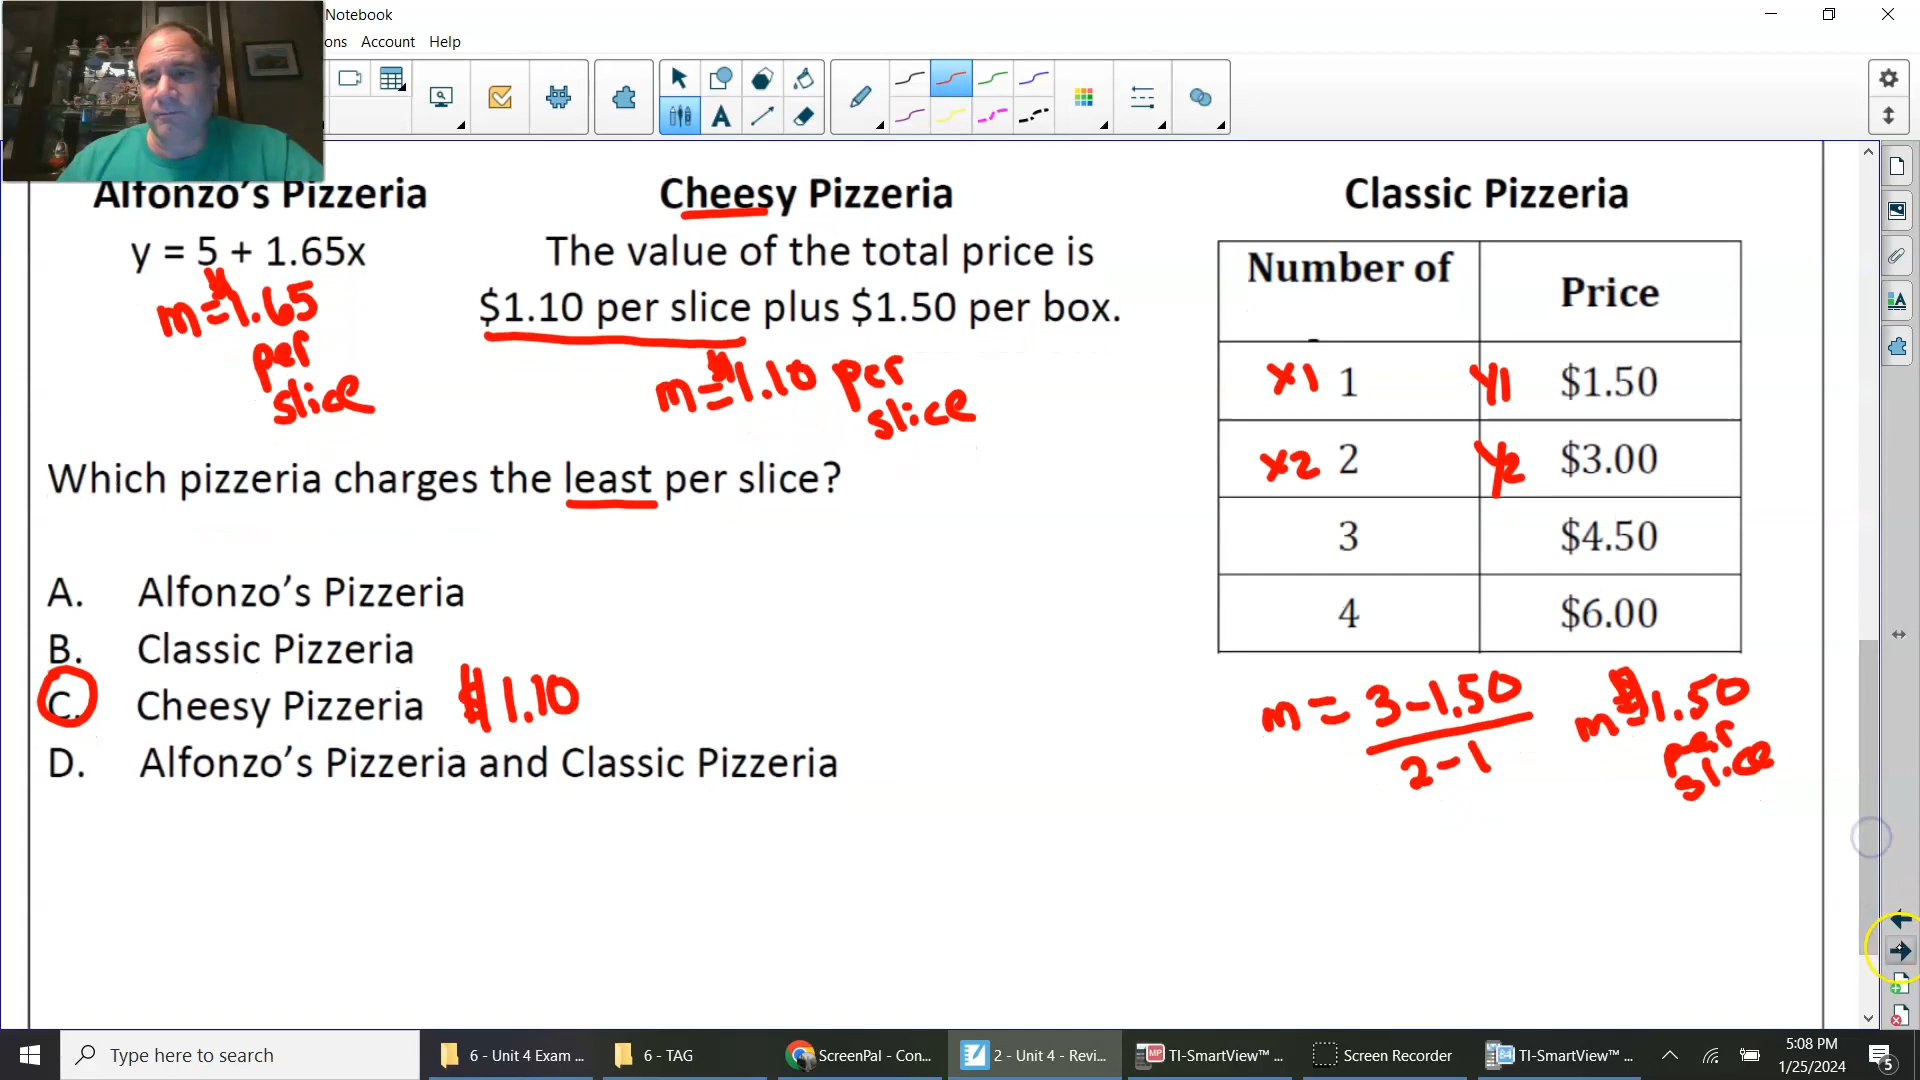 Notebook
ons Account Help
Alfonzo's Pizzeria
y = 5 + 1.65x
m=$1.65
per
slice
Cheesy Pizzeria
The value of the total price is
$1.10 per slice plus $1.50 per box.
m=$1.10 per
slice
Classic Pizzeria
Number of Price
x1 1 y1 $1.50
x2 2 y2 $3.00
3 $4.50
4 $6.00
m = 3-1.50
2-1
m=$1.50
per
slice
Which pizzeria charges the least per slice?
A. Alfonzo's Pizzeria
B. Classic Pizzeria
C. Cheesy Pizzeria $1.10
D. Alfonzo's Pizzeria and Classic Pizzeria
Type here to search
6 - Unit 4 Exam ...
6 - TAG
ScreenPal - Con...
2 - Unit 4 - Revi...
MP TI-SmartView™ ...
Screen Recorder
84 TI-SmartView™ ...
5:08 PM
1/25/2024
5